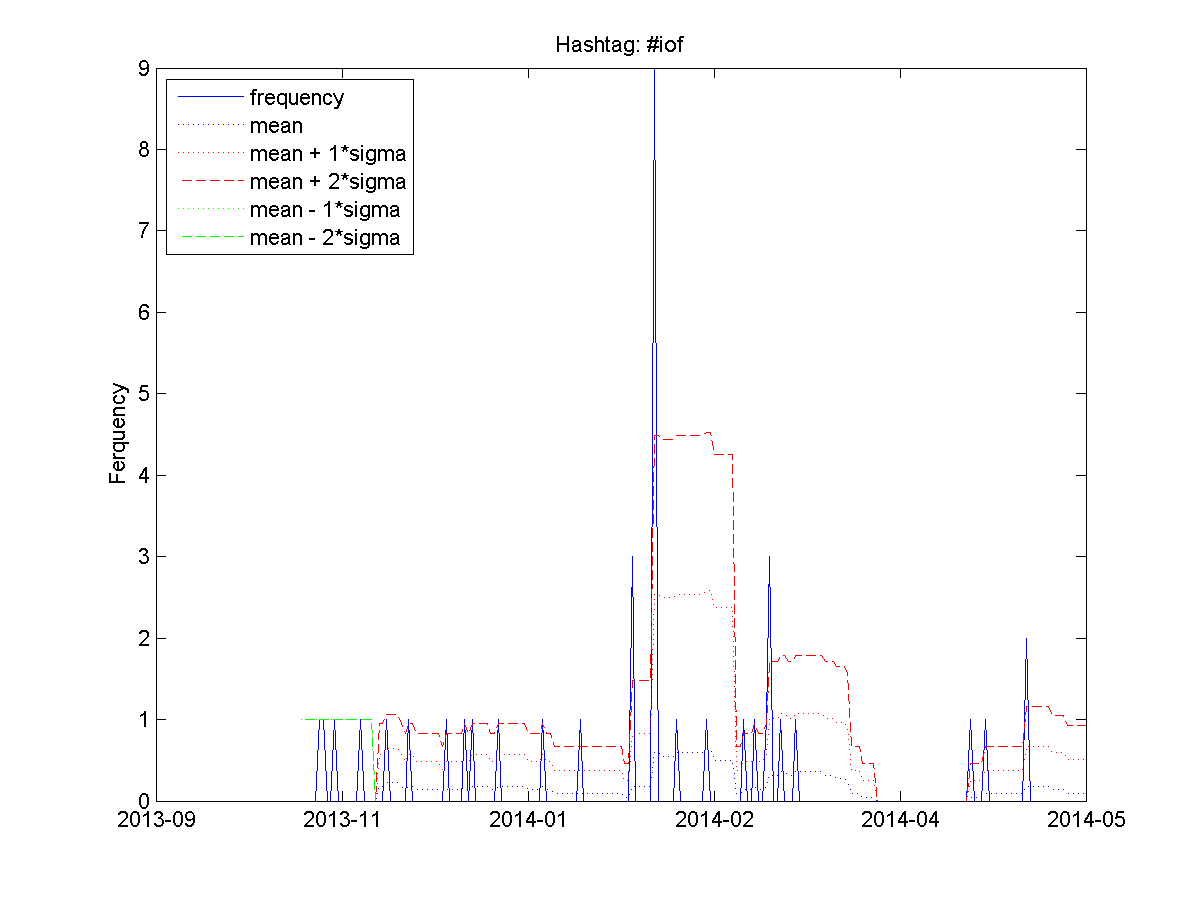 Hashtag: #iof
9
8
7
6
5
4
3
2
1
0
Ferquency
frequency
mean
mean + 1*sigma
mean + 2*sigma
mean - 1*sigma
mean - 2*sigma
2013-09 2013-11 2014-01 2014-02 2014-04 2014-05